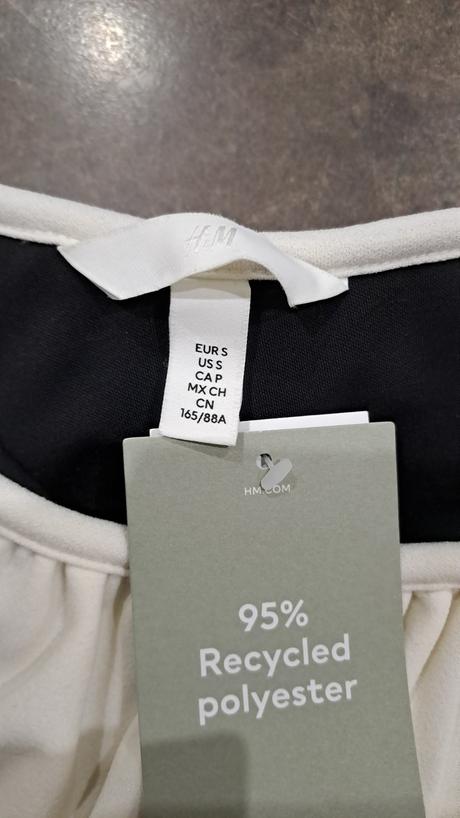 H&M
EUR S
US S
CA P
MX CH
CN
165/88A
HM.COM
95%
Recycled
polyester